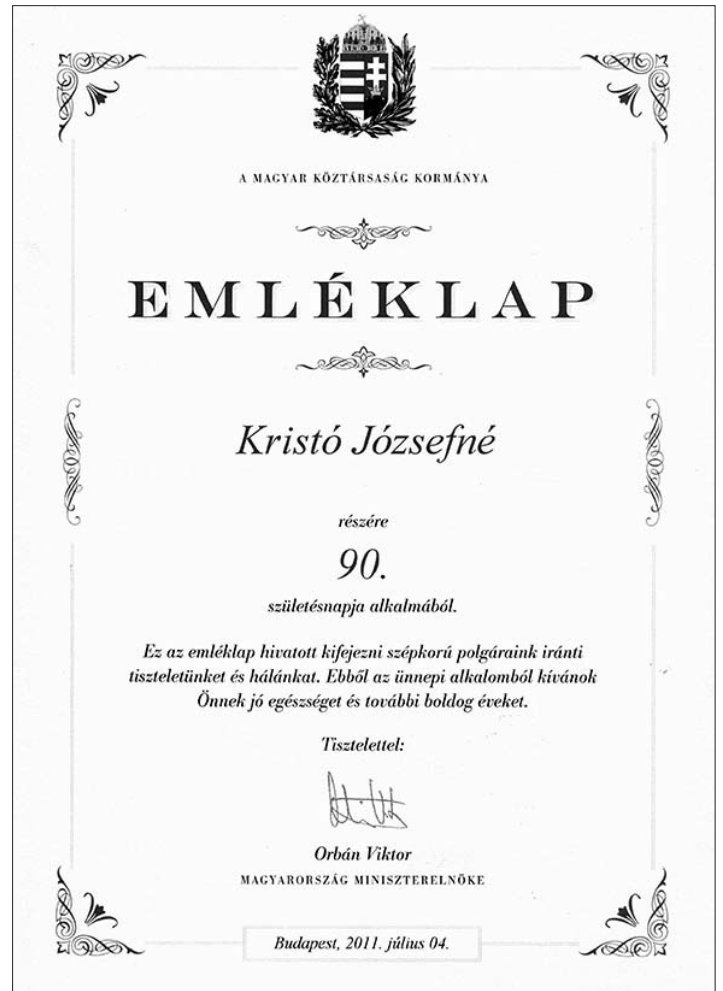 A MAGYAR KÖZTÁRSASÁG KORMÁNYA
EMLÉKLAP
Kristó Józsefné
részére
90.
születésnapja alkalmából.
Ez az emléklap hivatott kifejezni szépkorú polgáraink iránti
tiszteletünket és hálánkat. Ebből az ünnepi alkalomból kívánok
Önnek jó egészséget és további boldog éveket.
Tisztelettel:
Orbán Viktor
MAGYARORSZÁG MINISZTERELNÖKE
Budapest, 2011. július 04.